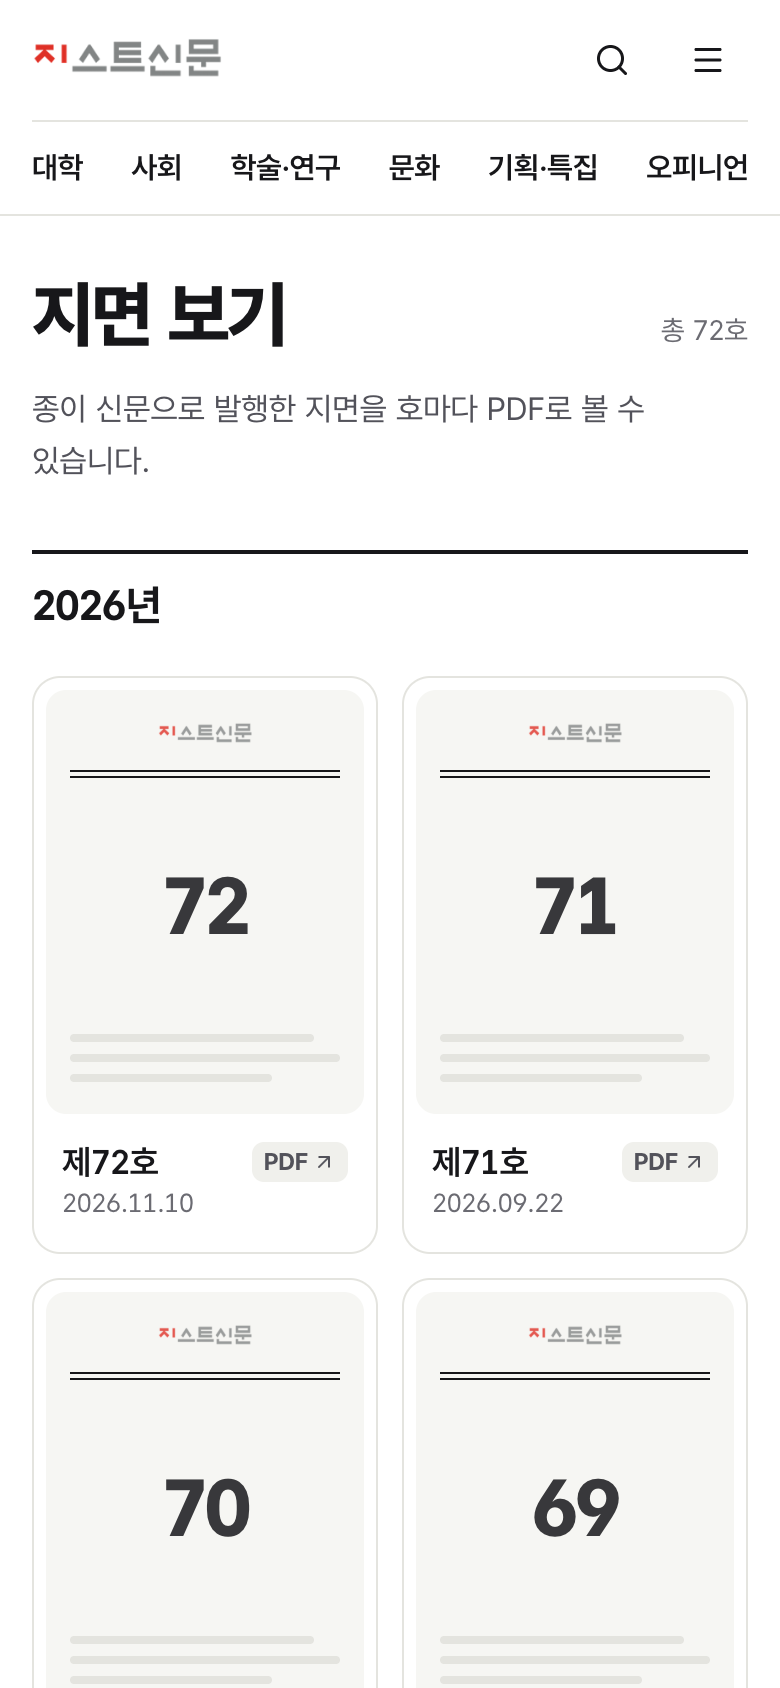 지스트신문
대학 사회 학술·연구 문화 기획·특집 오피니언
지면 보기
총 72호
종이 신문으로 발행한 지면을 호마다 PDF로 볼 수
있습니다.
2026년
지스트신문
72
제72호 PDF
2026.11.10
지스트신문
71
제71호 PDF
2026.09.22
지스트신문
70
지스트신문
69